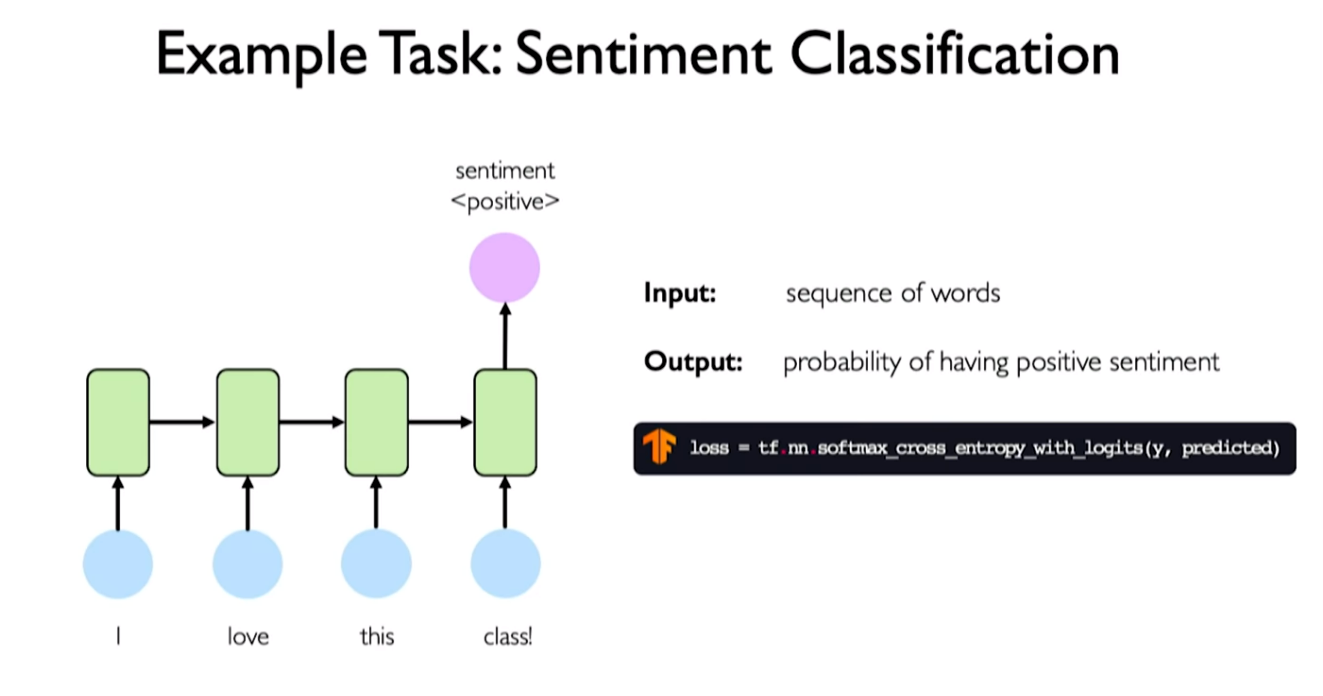 Example Task: Sentiment Classification
sentiment
<positive>
I
love
this
class!
Input: sequence of words
Output: probability of having positive sentiment
loss = tf.nn.softmax_cross_entropy_with_logits(y, predicted)